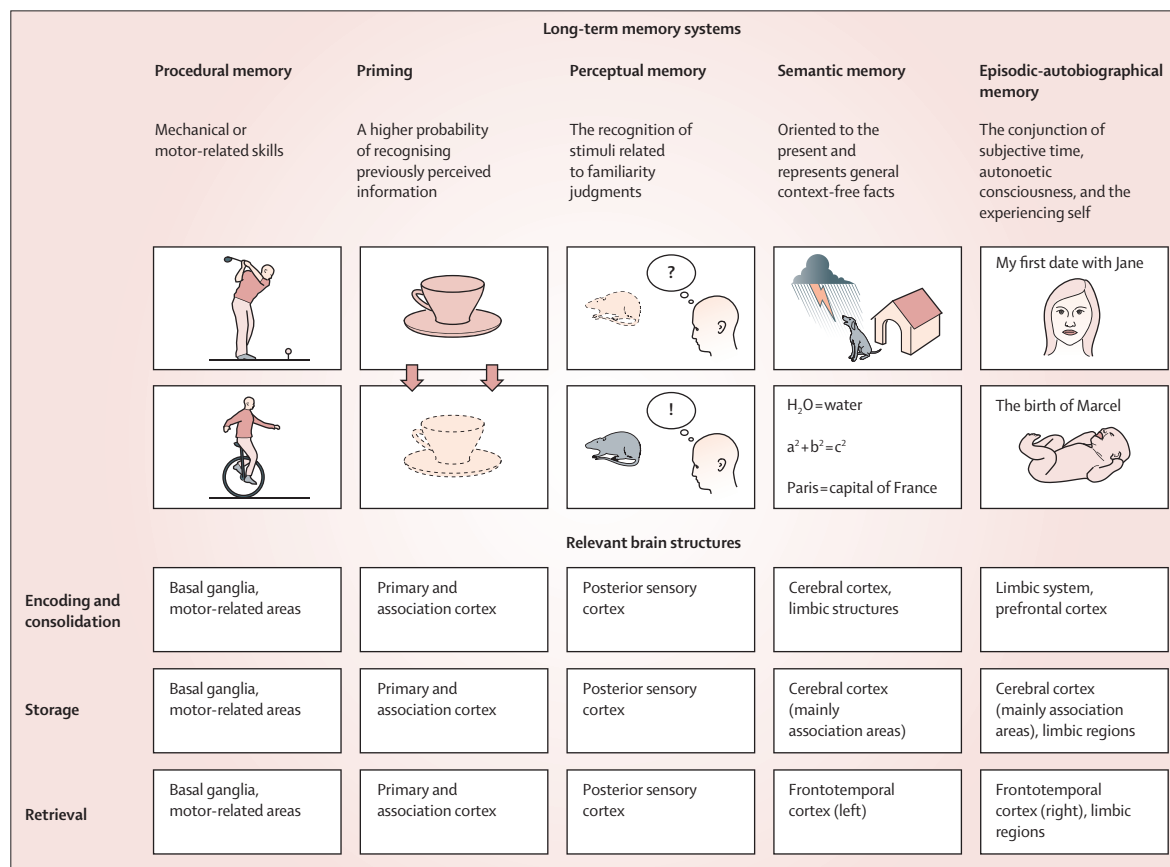 Long-term memory systems
Procedural memory
Mechanical or
motor-related skills
Priming
A higher probability
of recognising
previously perceived
information
Perceptual memory
The recognition of
stimuli related
to familiarity
judgments
Semantic memory
Oriented to the
present and
represents general
context-free facts
Episodic-autobiographical
memory
The conjunction of
subjective time,
autonoetic
consciousness, and the
experiencing self
?
!
H₂O=water
a²+b²=c²
Paris=capital of France
My first date with Jane
The birth of Marcel
Relevant brain structures
Encoding and
consolidation
Basal ganglia,
motor-related areas
Primary and
association cortex
Posterior sensory
cortex
Cerebral cortex,
limbic structures
Limbic system,
prefrontal cortex
Storage
Basal ganglia,
motor-related areas
Primary and
association cortex
Posterior sensory
cortex
Cerebral cortex
(mainly
association areas)
Cerebral cortex
(mainly association
areas), limbic regions
Retrieval
Basal ganglia,
motor-related areas
Primary and
association cortex
Posterior sensory
cortex
Frontotemporal
cortex (left)
Frontotemporal
cortex (right), limbic
regions